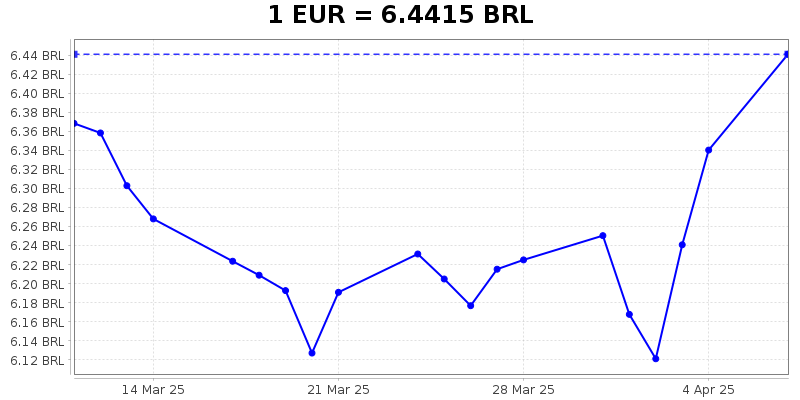 1 EUR = 6.4415 BRL
6.44 BRL
6.42 BRL
6.40 BRL
6.38 BRL
6.36 BRL
6.34 BRL
6.32 BRL
6.30 BRL
6.28 BRL
6.26 BRL
6.24 BRL
6.22 BRL
6.20 BRL
6.18 BRL
6.16 BRL
6.14 BRL
6.12 BRL
14 Mar 25 21 Mar 25 28 Mar 25 4 Apr 25